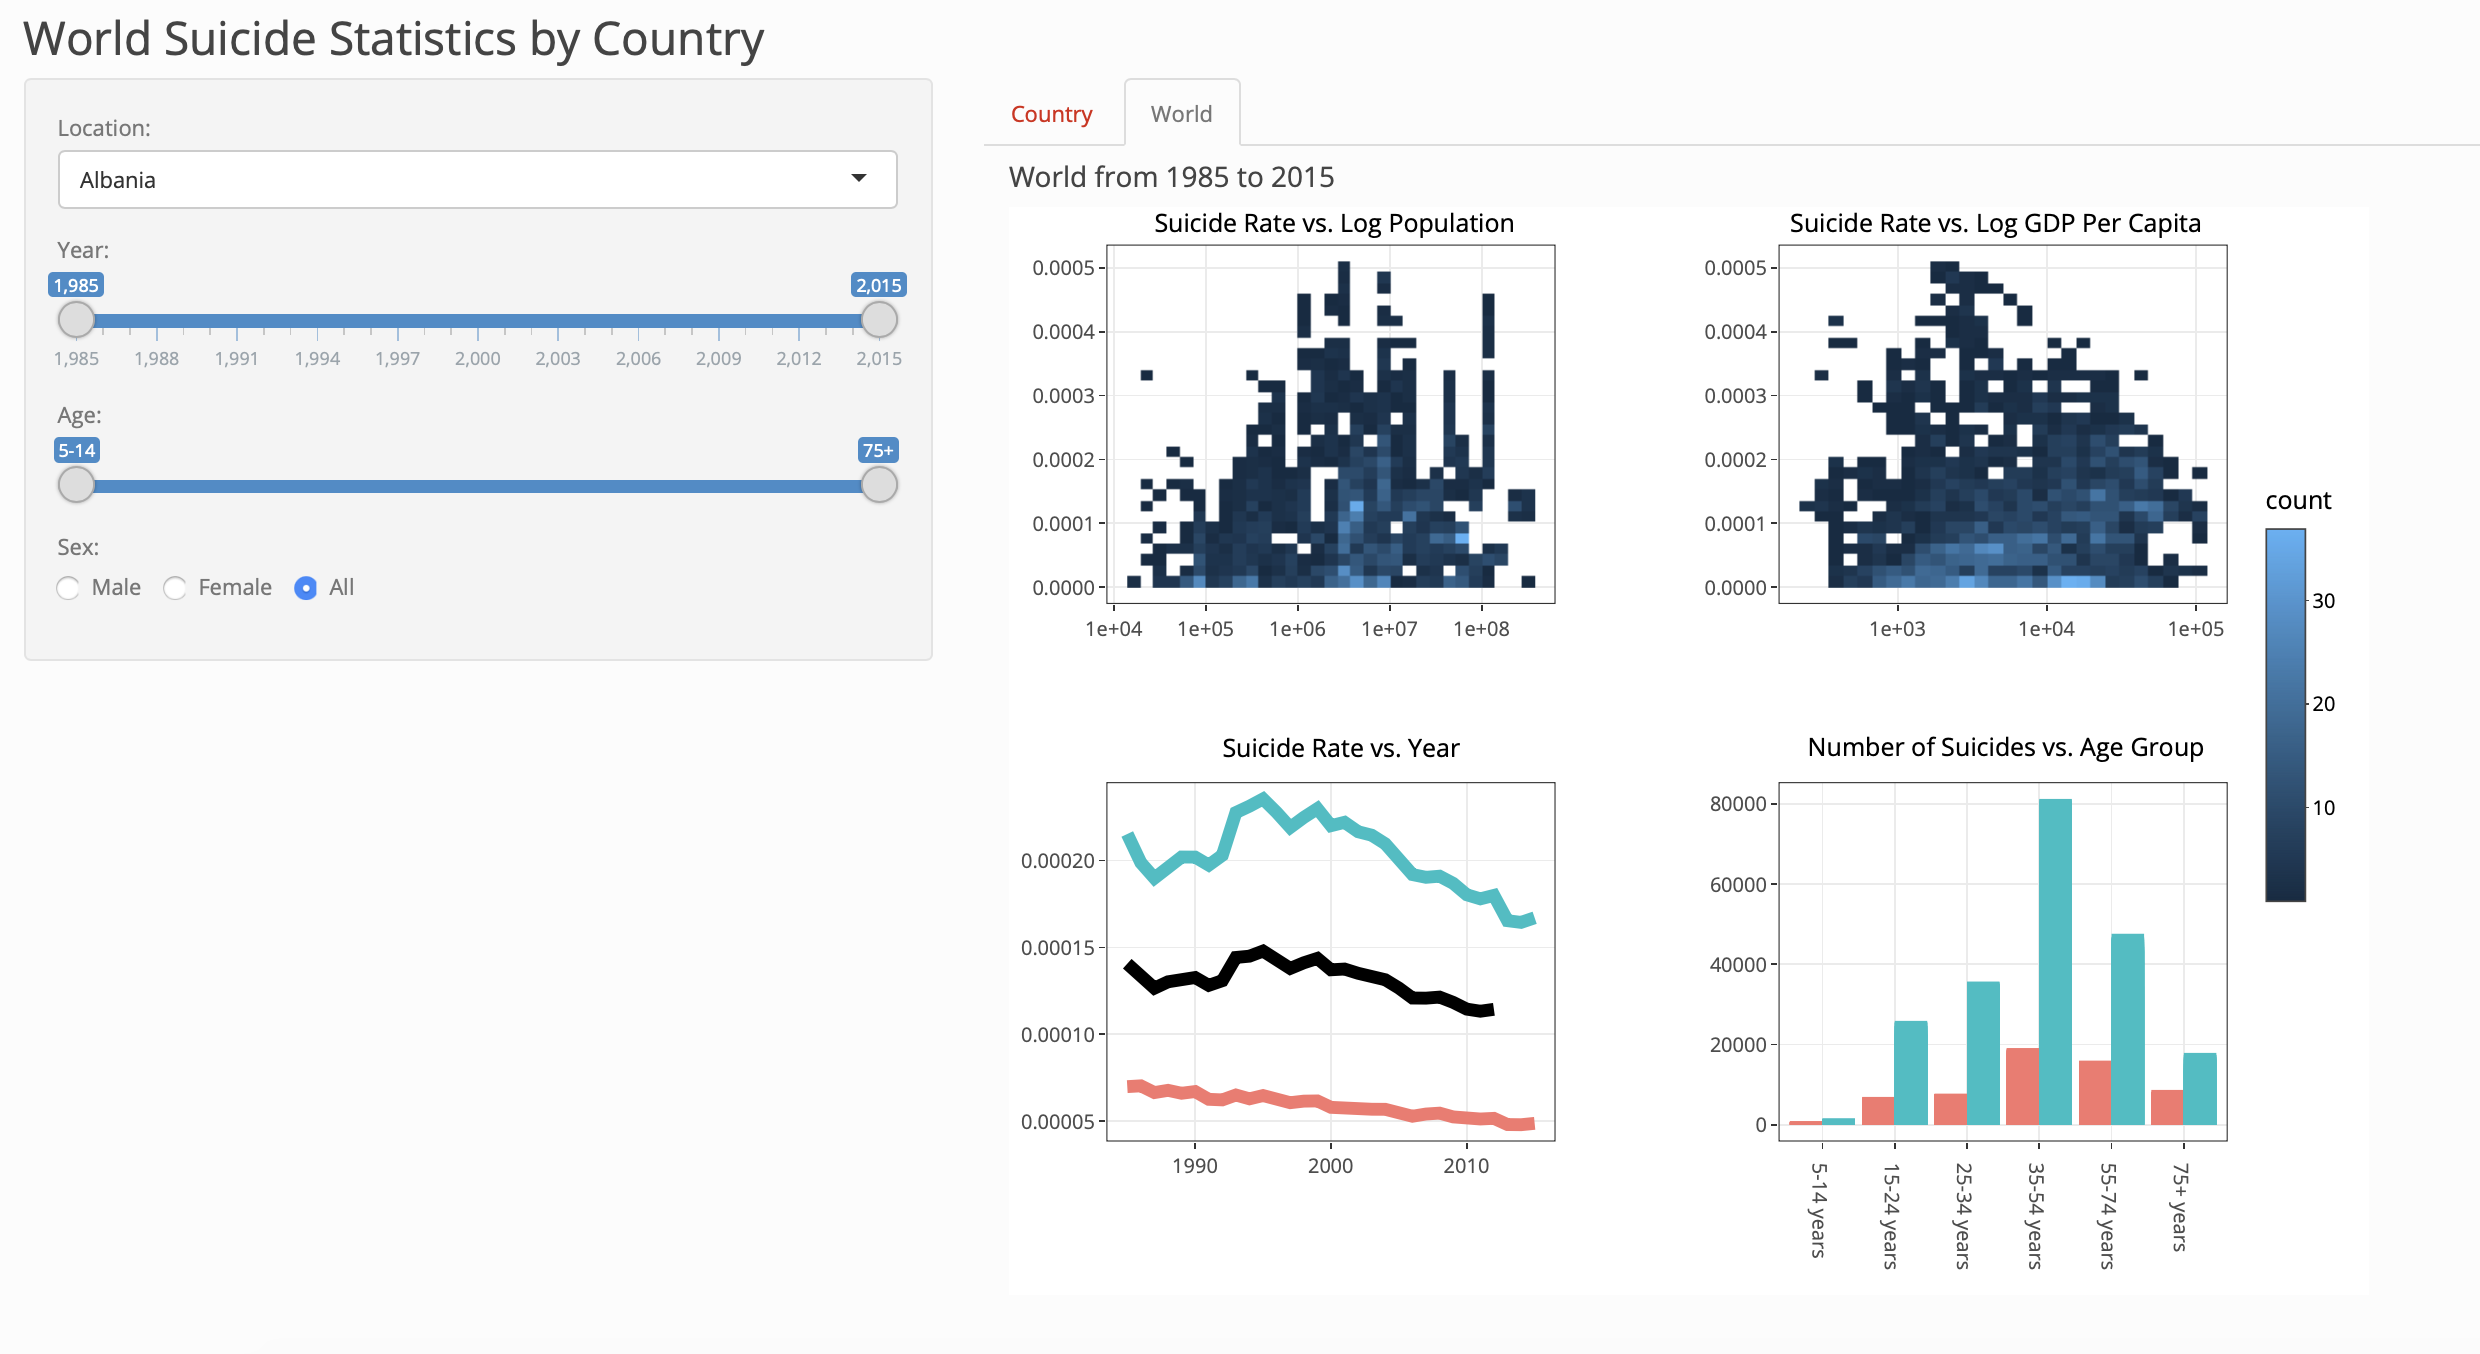 World Suicide Statistics by Country
Location:
Albania
Year:
1,985 2,015
1,985 1,988 1,991 1,994 1,997 2,000 2,003 2,006 2,009 2,012 2,015
Age:
5-14 75+
Sex:
Male Female All
Country World
World from 1985 to 2015
Suicide Rate vs. Log Population
0.0005
0.0004
0.0003
0.0002
0.0001
0.0000
1e+04 1e+05 1e+06 1e+07 1e+08
Suicide Rate vs. Log GDP Per Capita
0.0005
0.0004
0.0003
0.0002
0.0001
0.0000
1e+03 1e+04 1e+05
count
30
20
10
Suicide Rate vs. Year
0.00020
0.00015
0.00010
0.00005
1990 2000 2010
Number of Suicides vs. Age Group
80000
60000
40000
20000
0
5-14 years
15-24 years
25-34 years
35-54 years
55-74 years
75+ years